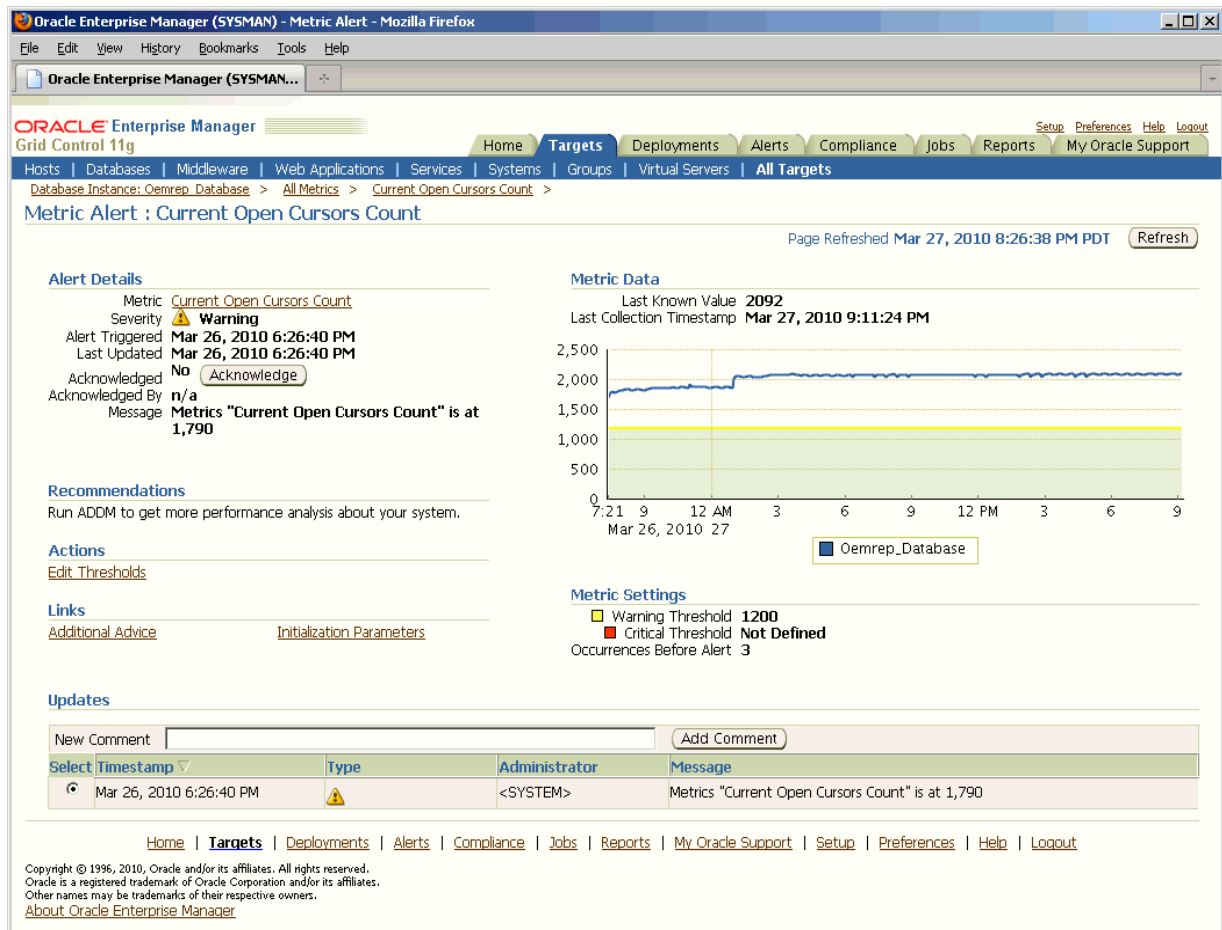 Oracle Enterprise Manager (SYSMAN) - Metric Alert - Mozilla Firefox
File Edit View History Bookmarks Tools Help
Oracle Enterprise Manager (SYSMAN...
ORACLE Enterprise Manager
Grid Control 11g
Setup Preferences Help Logout
Home Targets Deployments Alerts Compliance Jobs Reports My Oracle Support
Hosts | Databases | Middleware | Web Applications | Services | Systems | Groups | Virtual Servers | All Targets
Database Instance: Oemrep_Database > All Metrics > Current Open Cursors Count >
Metric Alert : Current Open Cursors Count
Page Refreshed Mar 27, 2010 8:26:38 PM PDT Refresh
Alert Details
Metric Current Open Cursors Count
Severity Warning
Alert Triggered Mar 26, 2010 6:26:40 PM
Last Updated Mar 26, 2010 6:26:40 PM
Acknowledged No Acknowledge
Acknowledged By n/a
Message Metrics "Current Open Cursors Count" is at
1,790
Recommendations
Run ADDM to get more performance analysis about your system.
Actions
Edit Thresholds
Links
Additional Advice Initialization Parameters
Metric Data
Last Known Value 2092
Last Collection Timestamp Mar 27, 2010 9:11:24 PM
2,500
2,000
1,500
1,000
500
0
7:21 9 12 AM 3 6 9 12 PM 3 6 9
Mar 26, 2010 27
Oemrep_Database
Metric Settings
Warning Threshold 1200
Critical Threshold Not Defined
Occurrences Before Alert 3
Updates
New Comment Add Comment
Select Timestamp Type Administrator Message
Mar 26, 2010 6:26:40 PM <SYSTEM> Metrics "Current Open Cursors Count" is at 1,790
Home | Targets | Deployments | Alerts | Compliance | Jobs | Reports | My Oracle Support | Setup | Preferences | Help | Logout
Copyright © 1996, 2010, Oracle and/or its affiliates. All rights reserved.
Oracle is a registered trademark of Oracle Corporation and/or its affiliates.
Other names may be trademarks of their respective owners.
About Oracle Enterprise Manager